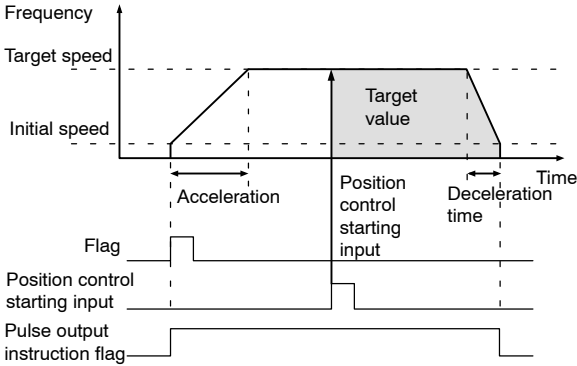 Frequency
Target speed
Initial speed
Target
value
Time
Acceleration
Position
control
starting
input
Deceleration
time
Flag
Position control
starting input
Pulse output
instruction flag